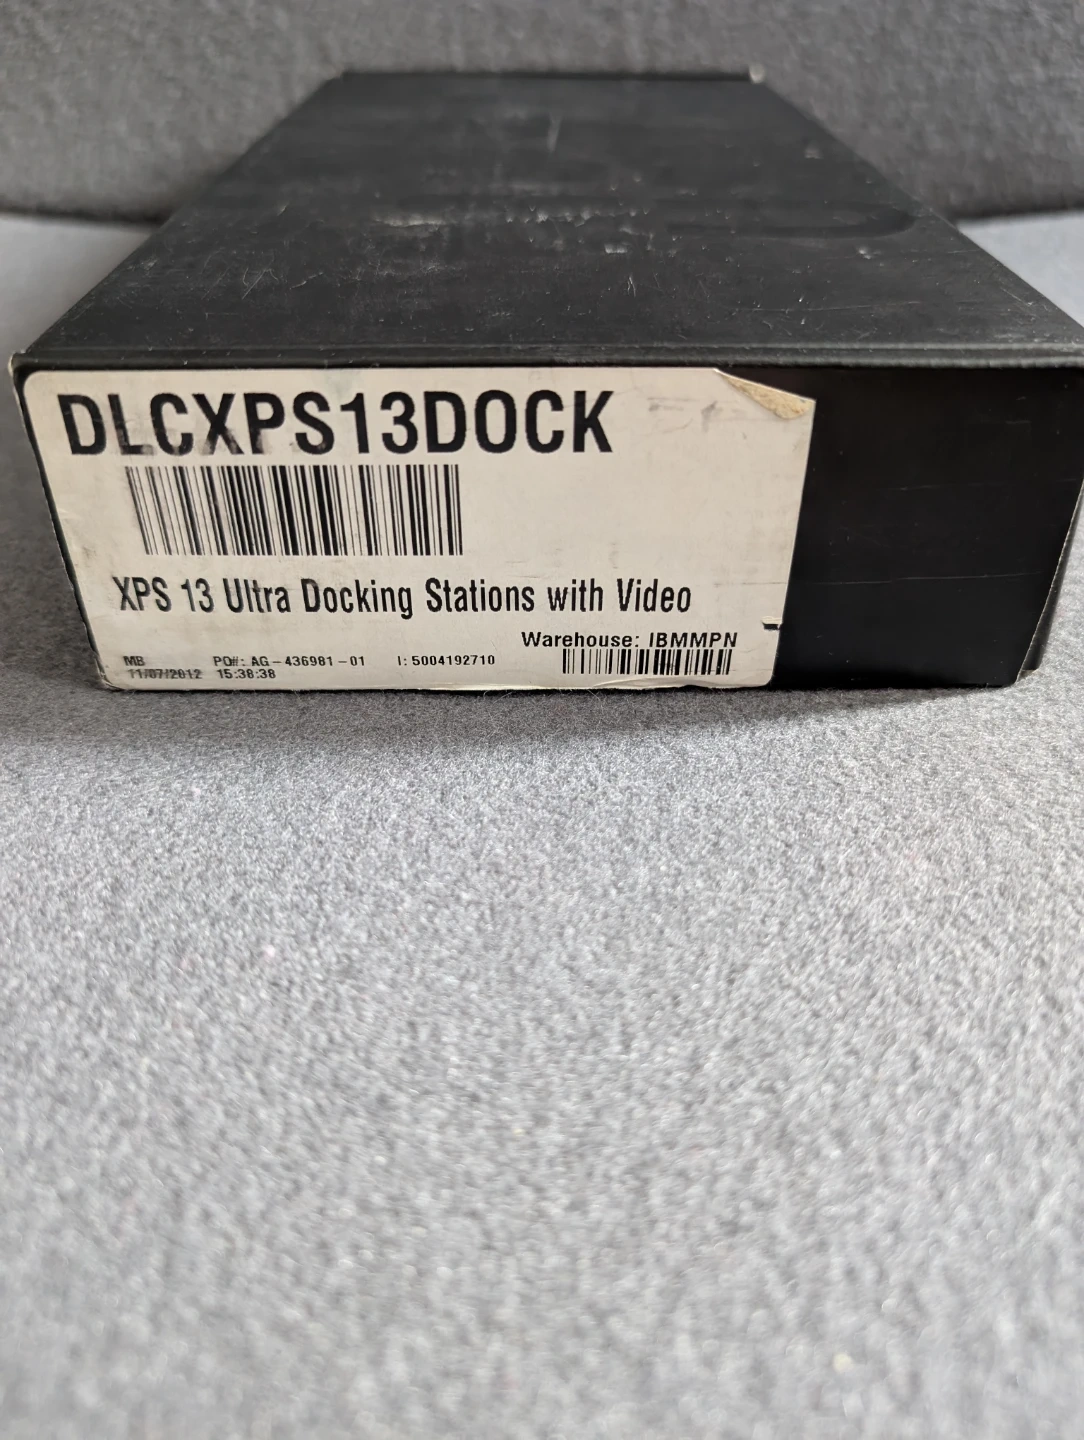 DLCXPS13DOCK
XPS 13 Ultra Docking Stations with Video
Warehouse: IBMMPN
MB PO#: AG-436981-01 I: 5004192710
11/07/2012 15:38:38